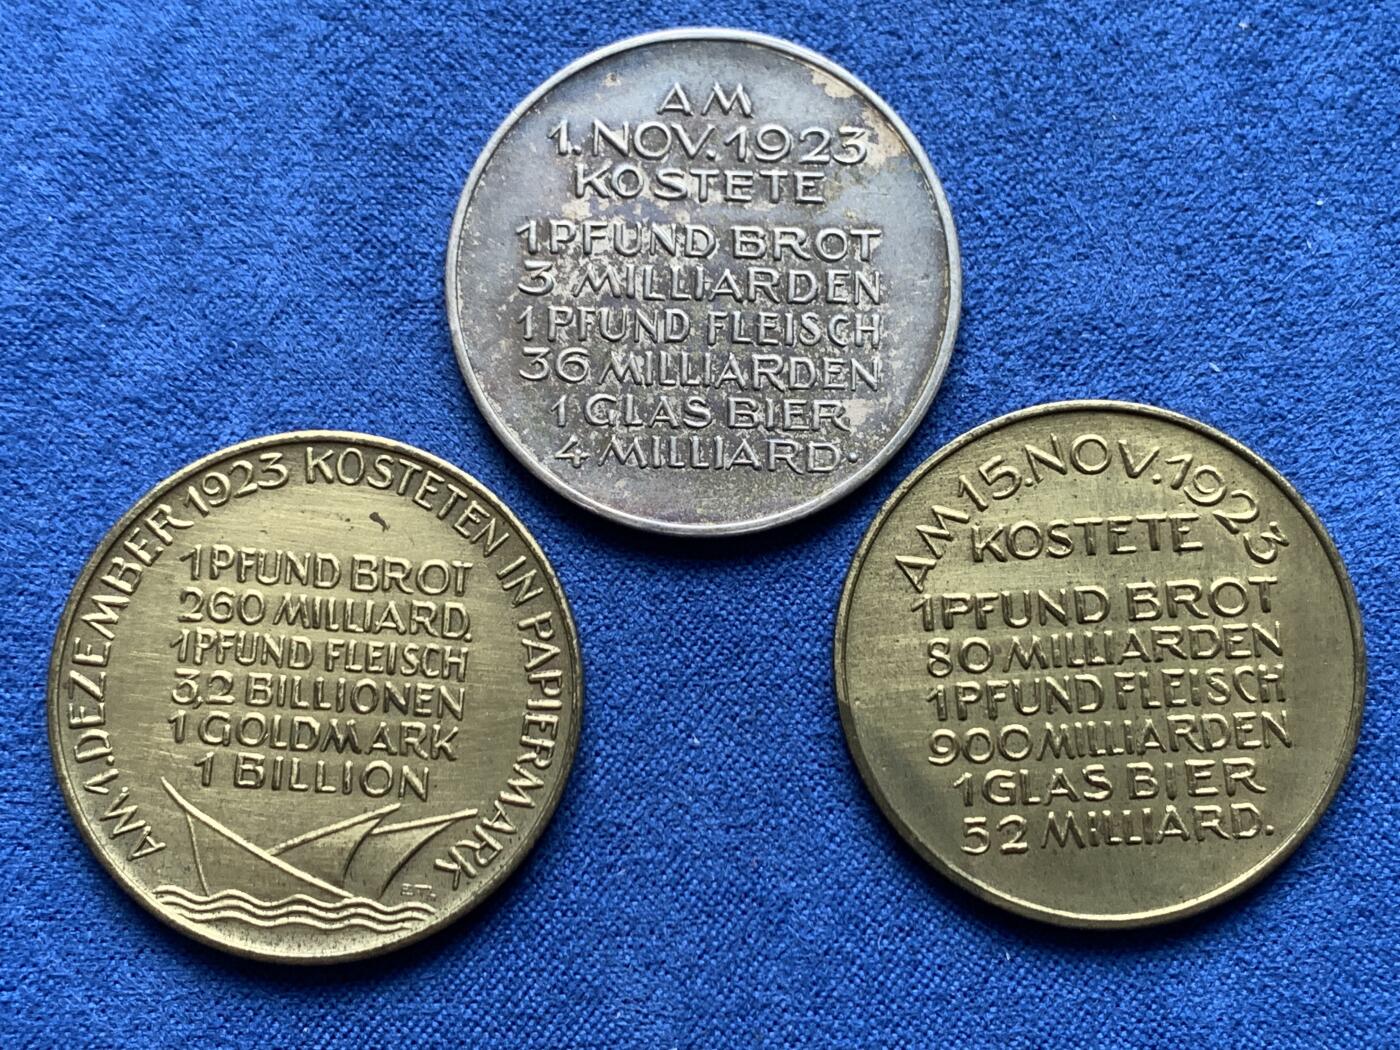 AM
1. NOV. 1923
KOSTETE
1 PFUND BROT
3 MILLIARDEN
1 PFUND FLEISCH
36 MILLIARDEN
1 GLAS BIER
4 MILLIARD.
AM 1. DEZEMBER 1923 KOSTETEN IN PAPIERMARK
1 PFUND BROT
260 MILLIARD.
1 PFUND FLEISCH
3,2 BILLIONEN
1 GOLDMARK
1 BILLION
AM 15. NOV. 1923
KOSTETE
1 PFUND BROT
80 MILLIARDEN
1 PFUND FLEISCH
900 MILLIARDEN
1 GLAS BIER
52 MILLIARD.